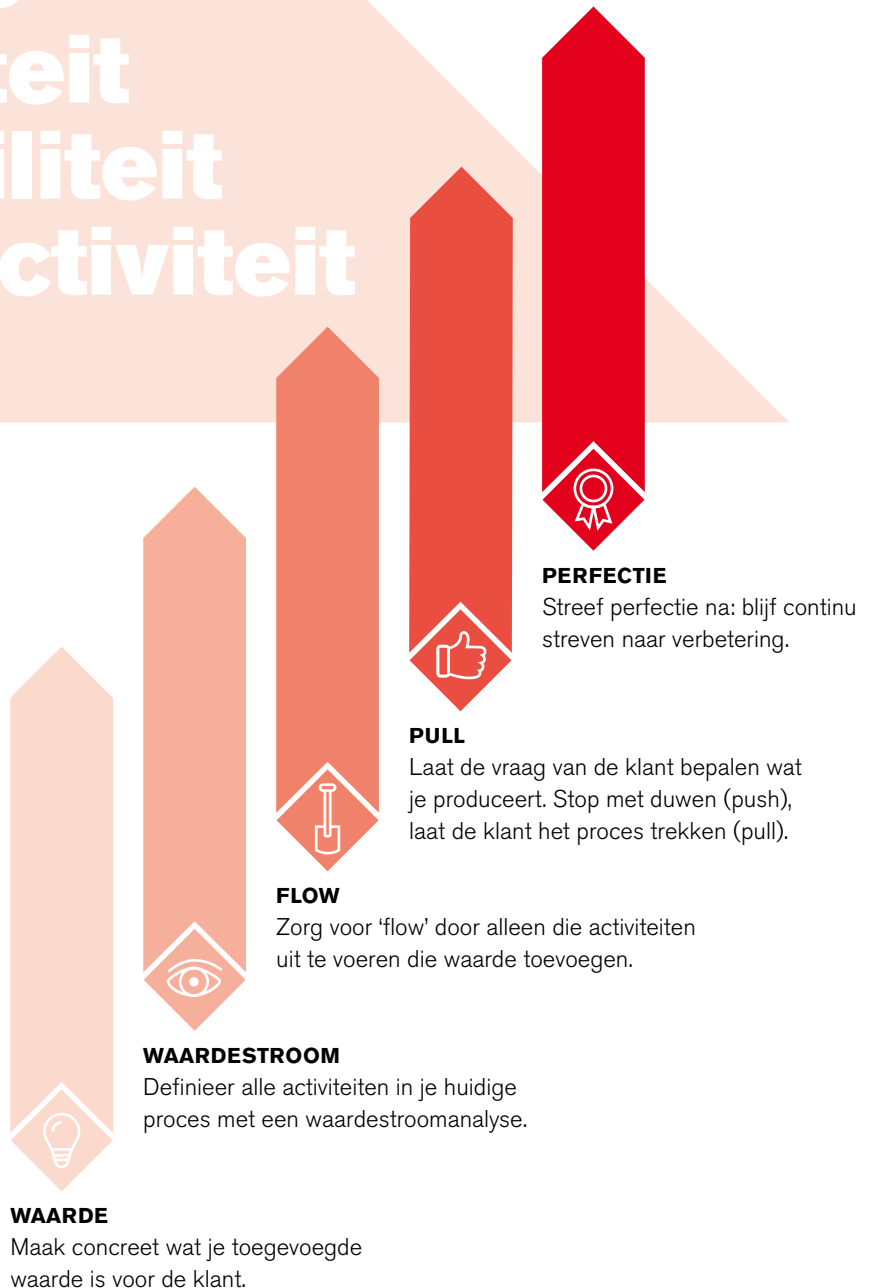 teit
iliteit
ctiviteit
PERFECTIE
Streef perfectie na: blijf continu
streven naar verbetering.
PULL
Laat de vraag van de klant bepalen wat
je produceert. Stop met duwen (push),
laat de klant het proces trekken (pull).
FLOW
Zorg voor ‘flow’ door alleen die activiteiten
uit te voeren die waarde toevoegen.
WAARDESTROOM
Definieer alle activiteiten in je huidige
proces met een waardestroomanalyse.
WAARDE
Maak concreet wat je toegevoegde
waarde is voor de klant.